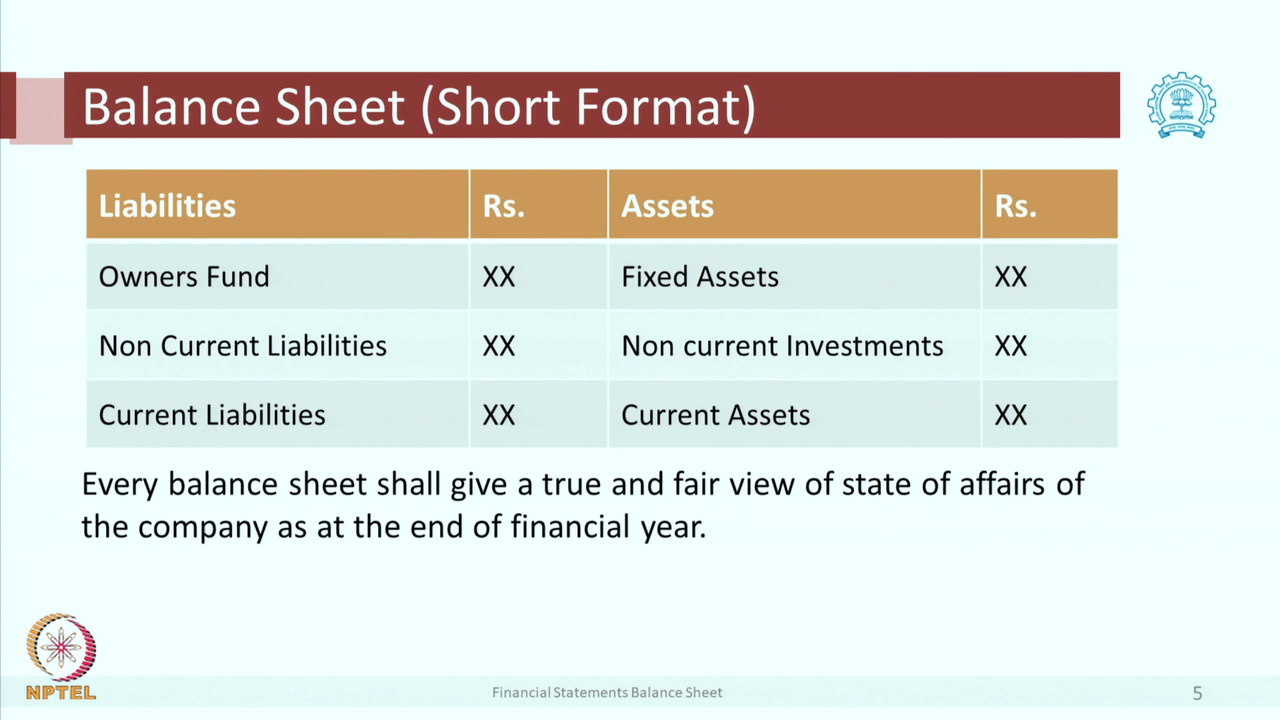 Balance Sheet (Short Format)
Liabilities Rs. Assets Rs.
Owners Fund XX Fixed Assets XX
Non Current Liabilities XX Non current Investments XX
Current Liabilities XX Current Assets XX
Every balance sheet shall give a true and fair view of state of affairs of
the company as at the end of financial year.
NPTEL
Financial Statements Balance Sheet
5